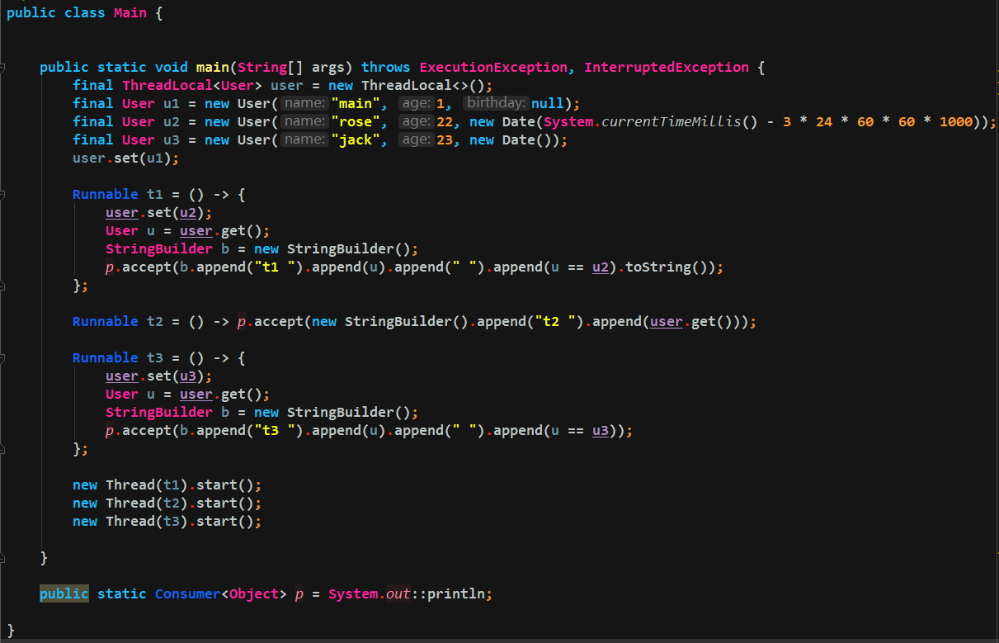 public class Main {
public static void main(String[] args) throws ExecutionException, InterruptedException {
final ThreadLocal<User> user = new ThreadLocal<>();
final User u1 = new User( name: "main", age: 1, birthday: null);
final User u2 = new User( name: "rose", age: 22, new Date(System.currentTimeMillis() - 3 * 24 * 60 * 60 * 1000));
final User u3 = new User( name: "jack", age: 23, new Date());
user.set(u1);
Runnable t1 = () -> {
user.set(u2);
User u = user.get();
StringBuilder b = new StringBuilder();
p.accept(b.append("t1 ").append(u).append(" ").append(u == u2).toString());
};
Runnable t2 = () -> p.accept(new StringBuilder().append("t2 ").append(user.get()));
Runnable t3 = () -> {
user.set(u3);
User u = user.get();
StringBuilder b = new StringBuilder();
p.accept(b.append("t3 ").append(u).append(" ").append(u == u3));
};
new Thread(t1).start();
new Thread(t2).start();
new Thread(t3).start();
}
public static Consumer<Object> p = System.out::println;
}